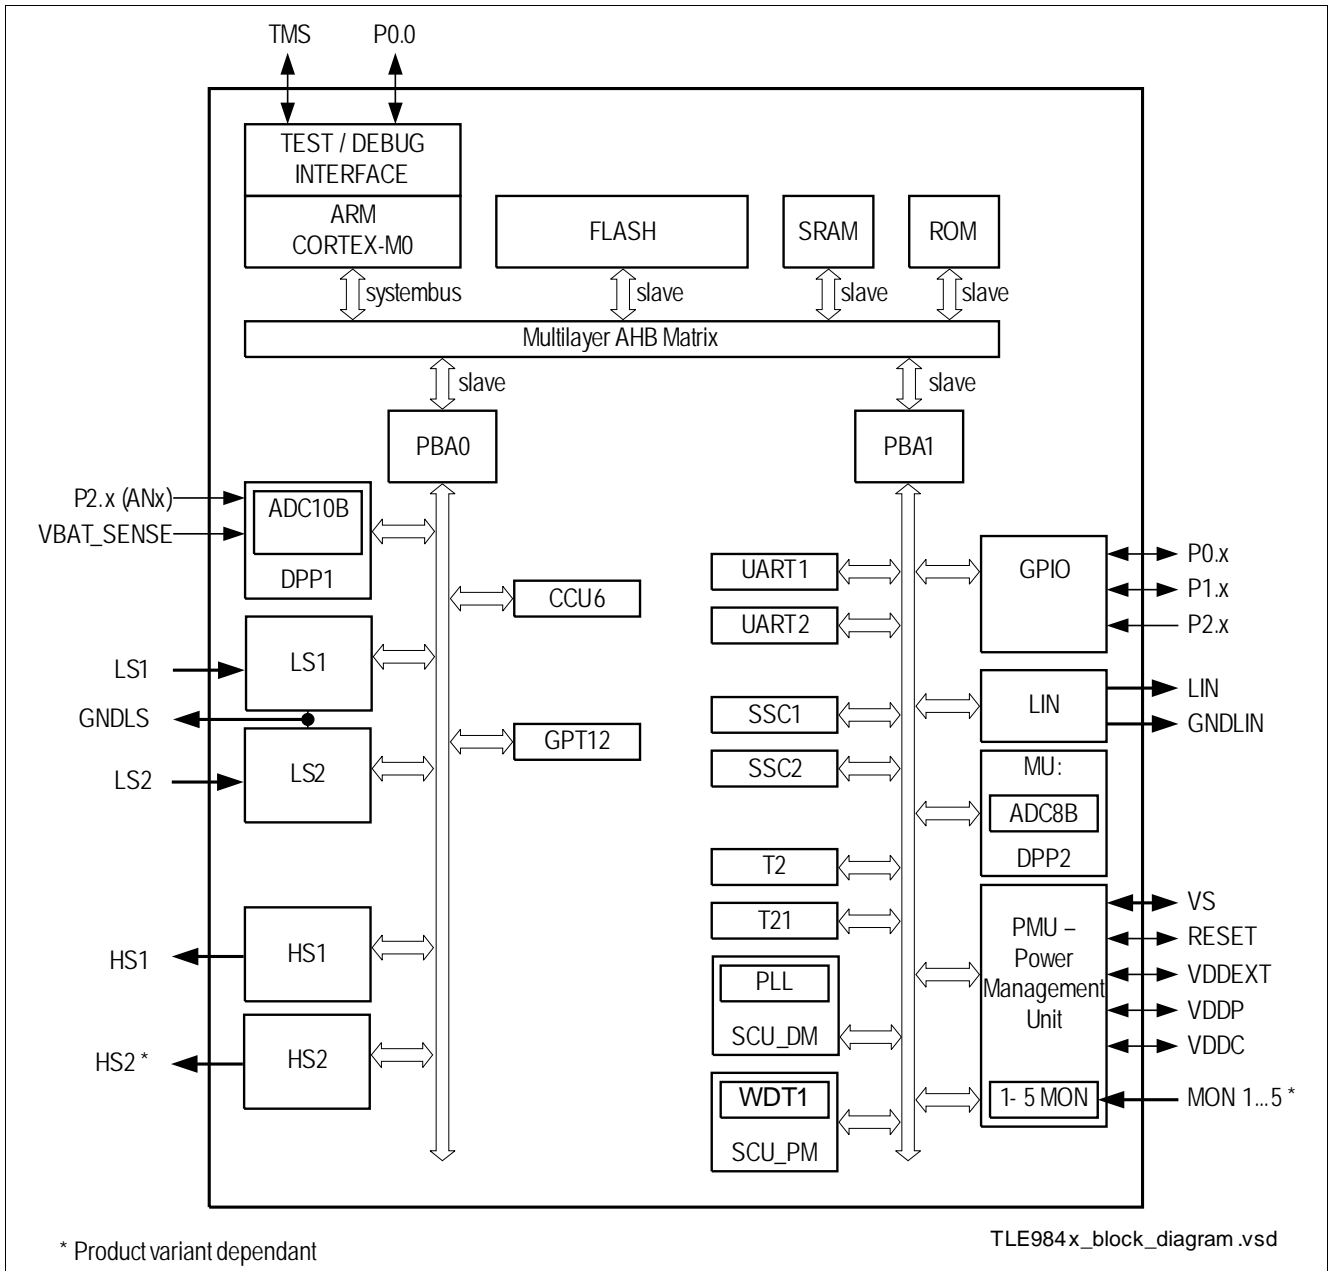 TMS
P0.0
TEST / DEBUG
INTERFACE
ARM
CORTEX-M0
FLASH
SRAM
ROM
systembus
slave
slave
slave
Multilayer AHB Matrix
slave
slave
PBA0
PBA1
P2.x (ANx)
VBAT_SENSE
ADC10B
DPP1
CCU6
LS1
LS1
GNDLS
GPT12
LS2
LS2
HS1
HS1
HS2 *
HS2
UART1
UART2
SSC1
SSC2
T2
T21
PLL
SCU_DM
WDT1
SCU_PM
GPIO
P0.x
P1.x
P2.x
LIN
LIN
GNDLIN
MU:
ADC8B
DPP2
PMU –
Power
Management
Unit
VS
RESET
VDDEXT
VDDP
VDDC
1- 5 MON
MON 1...5 *
* Product variant dependant
TLE984x_block_diagram.vsd